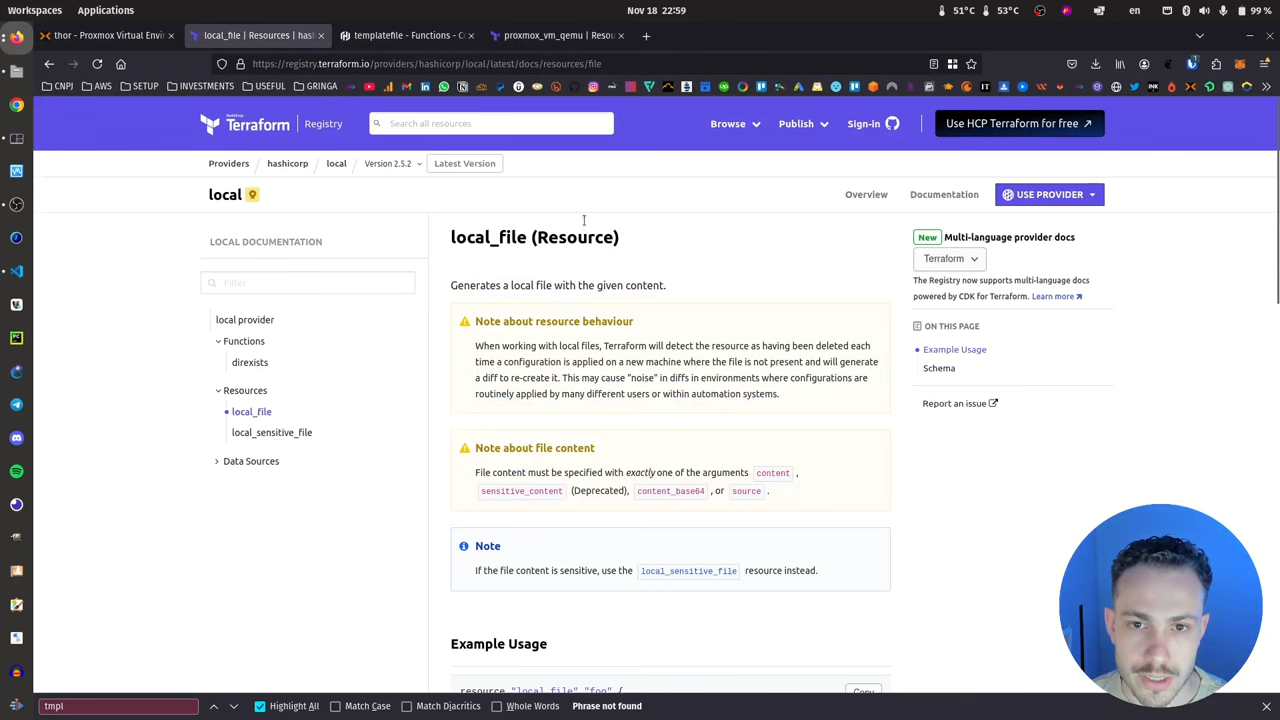 Workspaces Applications Nov 18 22:59 51°C 53°C en 99 %
thor - Proxmox Virtual Envir local_file | Resources | hash templatefile - Functions - C proxmox_vm_qemu | Resou
https://registry.terraform.io/providers/hashicorp/local/latest/docs/resources/file
CNPJ AWS SETUP INVESTMENTS USEFUL GRINGA
HashiCorp Terraform Registry Search all resources Browse Publish Sign-in Use HCP Terraform for free
Providers / hashicorp / local / Version 2.5.2 Latest Version
local Overview Documentation USE PROVIDER
LOCAL DOCUMENTATION
Filter
local provider
Functions
direxists
Resources
local_file
local_sensitive_file
Data Sources
local_file (Resource)
Generates a local file with the given content.
Note about resource behaviour
When working with local files, Terraform will detect the resource as having been deleted each
time a configuration is applied on a new machine where the file is not present and will generate
a diff to re-create it. This may cause "noise" in diffs in environments where configurations are
routinely applied by many different users or within automation systems.
Note about file content
File content must be specified with exactly one of the arguments content ,
sensitive_content (Deprecated), content_base64 , or source .
Note
If the file content is sensitive, use the local_sensitive_file resource instead.
Example Usage
resource "local_file" "foo" {
Copy
New Multi-language provider docs
Terraform
The Registry now supports multi-language docs
powered by CDK for Terraform. Learn more
ON THIS PAGE
Example Usage
Schema
Report an issue
tmpl Highlight All Match Case Match Diacritics Whole Words Phrase not found